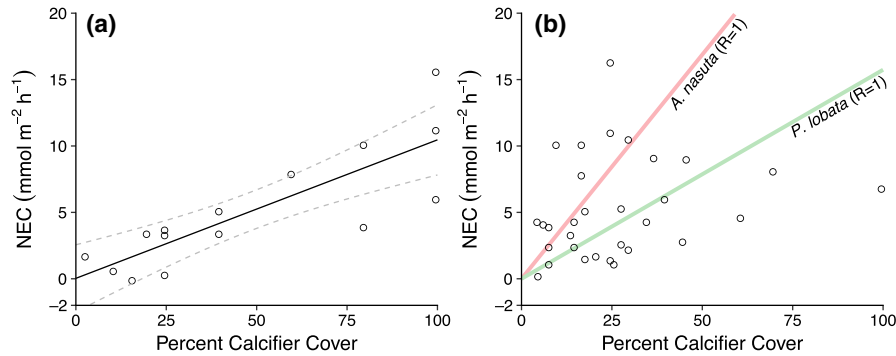 (a)
NEC (mmol m⁻² h⁻¹)
20
15
10
5
0
−2
0 25 50 75 100
Percent Calcifier Cover
(b)
NEC (mmol m⁻² h⁻¹)
20
15
10
5
0
−2
A. nasuta (R=1)
P. lobata (R=1)
0 25 50 75 100
Percent Calcifier Cover